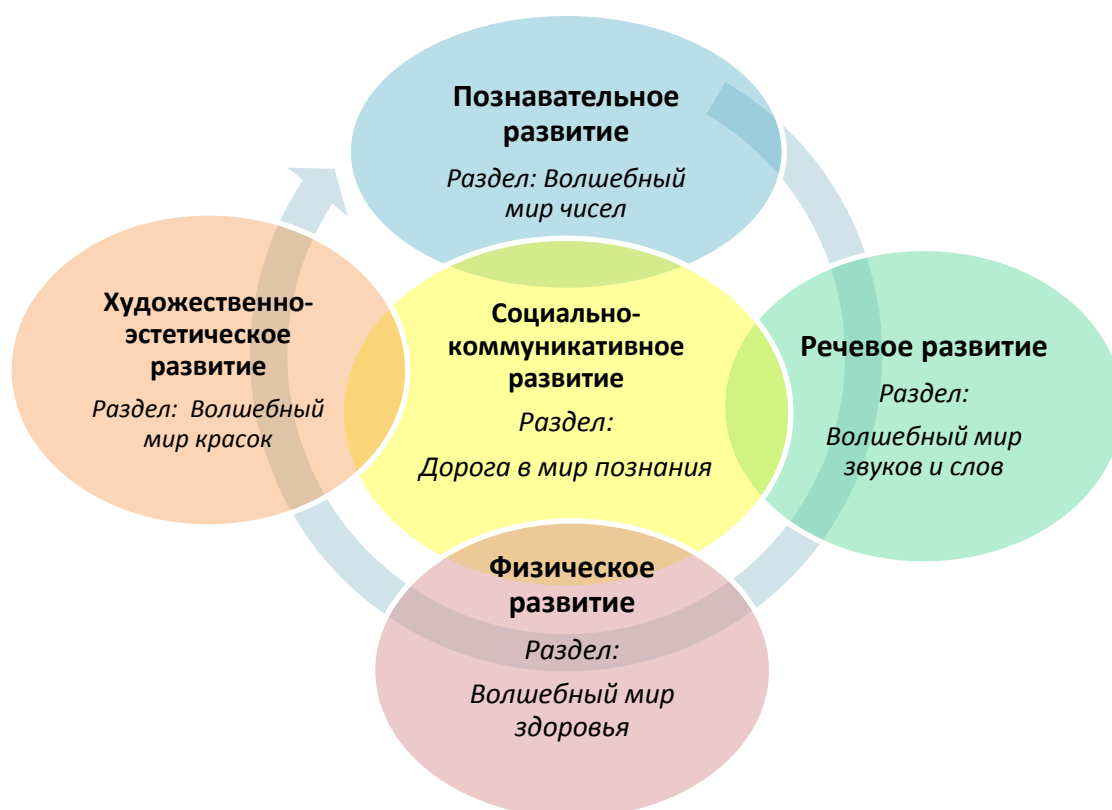 Познавательное
развитие
Раздел: Волшебный
мир чисел
Художественно-
эстетическое
развитие
Раздел: Волшебный
мир красок
Социально-
коммуникативное
развитие
Раздел:
Дорога в мир познания
Речевое развитие
Раздел:
Волшебный мир
звуков и слов
Физическое
развитие
Раздел:
Волшебный мир
здоровья